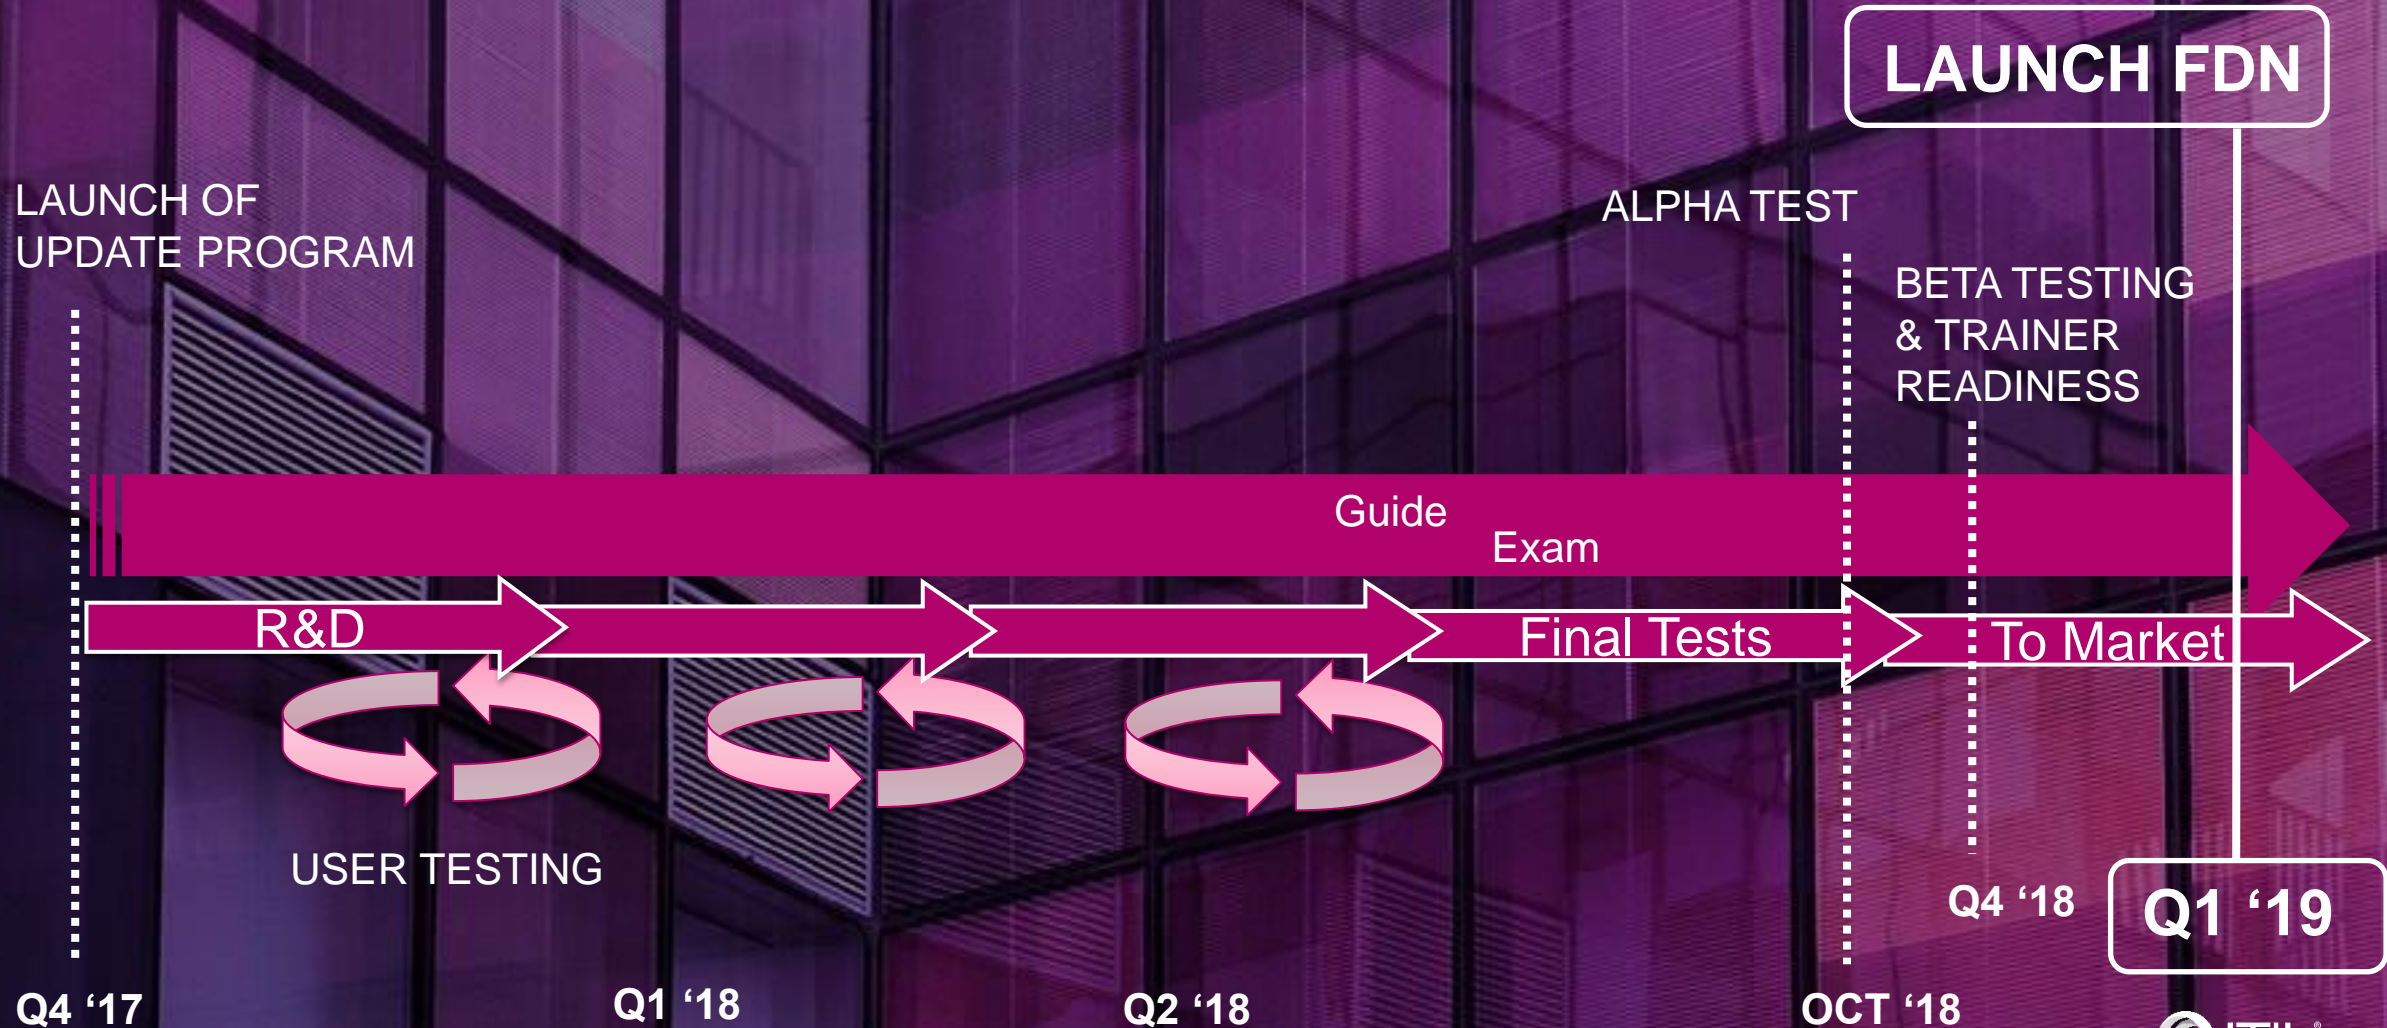 LAUNCH FDN
LAUNCH OF
UPDATE PROGRAM
ALPHA TEST
BETA TESTING
& TRAINER
READINESS
Guide
Exam
R&D
Final Tests
To Market
USER TESTING
Q4 ‘18
Q1 ‘19
Q4 ‘17
Q1 ‘18
Q2 ‘18
OCT ‘18